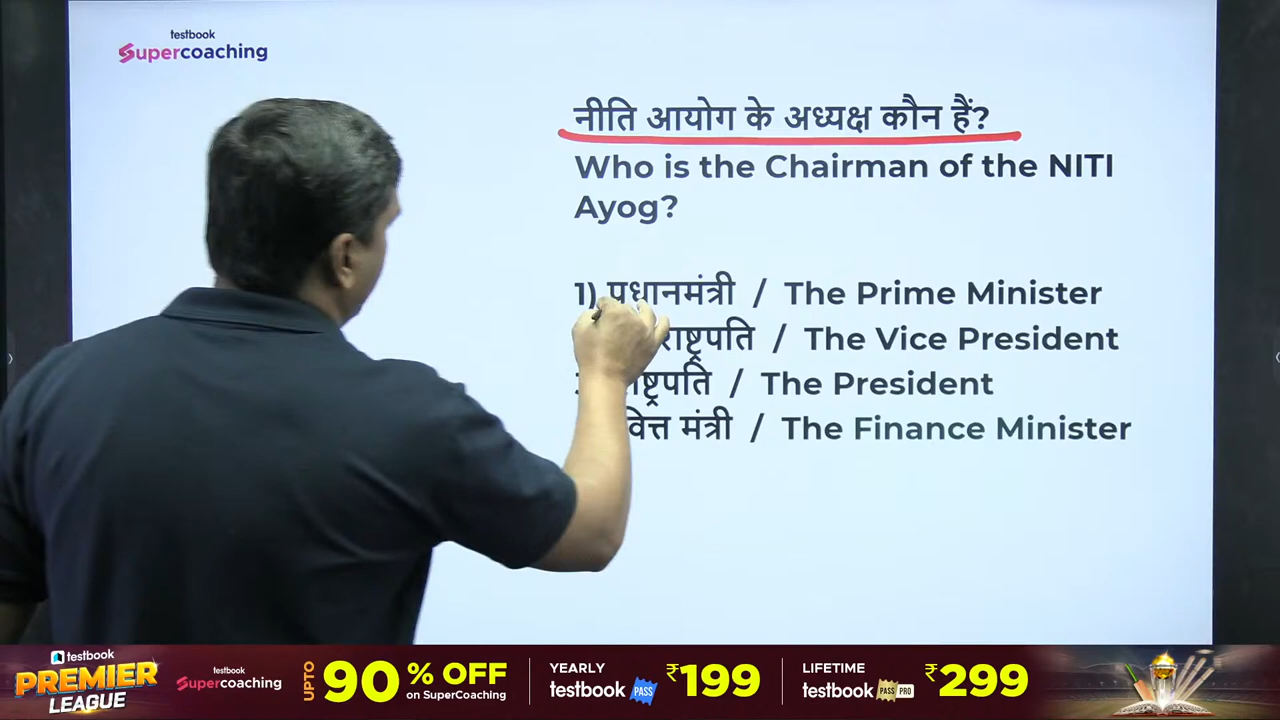 testbook
Supercoaching
नीति आयोग के अध्यक्ष कौन हैं?
Who is the Chairman of the NITI
Ayog?
1) प्रधानमंत्री / The Prime Minister
/ The Vice President
/ The President
वित्त मंत्री / The Finance Minister
testbook
PREMIER
LEAGUE
testbook
Supercoaching
UPTO 90 % OFF
on SuperCoaching
YEARLY
testbook PASS
₹199
LIFETIME
testbook PASS PRO
₹299